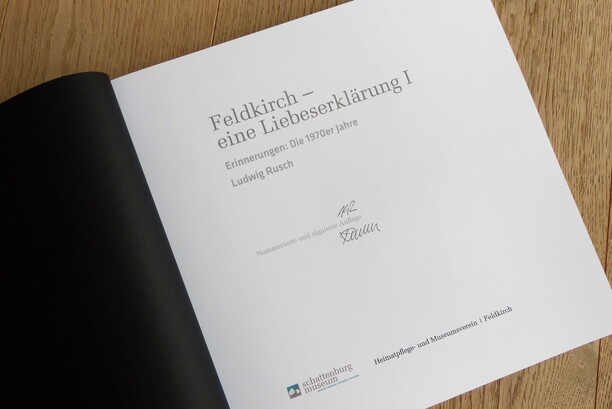 Feldkirch –
eine Liebeserklärung I
Erinnerungen: Die 1970er Jahre
Ludwig Rusch
Nummerierte und signierte Auflage
Heimatpflege- und Museumsverein | Feldkirch
schattenburg
museum